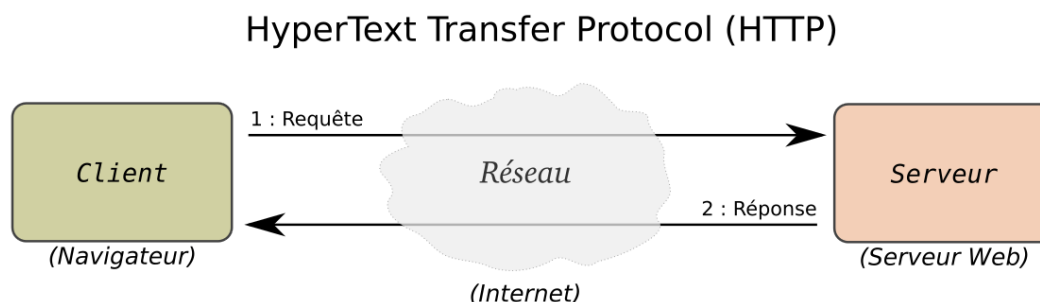 HyperText Transfer Protocol (HTTP)
1 : Requête
Client
Réseau
Serveur
2 : Réponse
(Navigateur)
(Serveur Web)
(Internet)